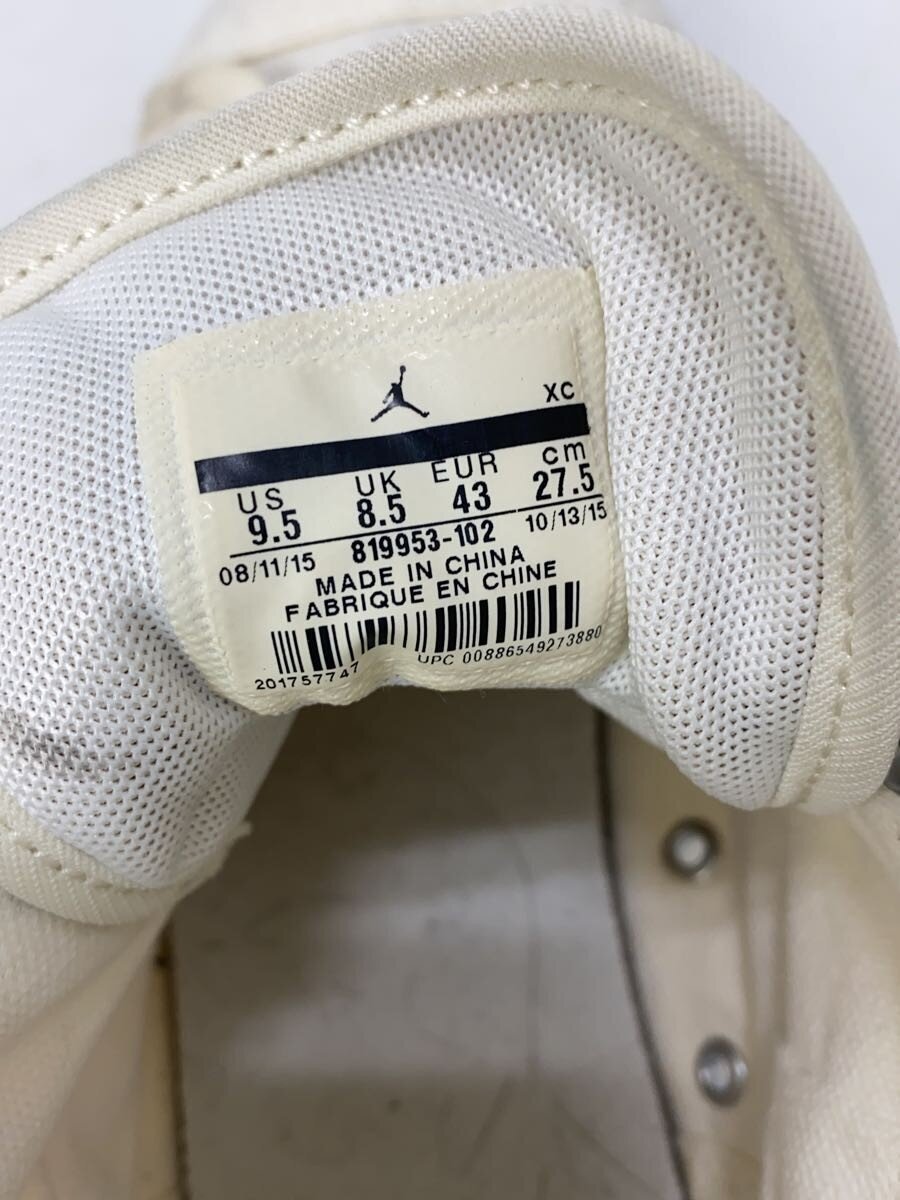 XC
US UK EUR cm
9.5 8.5 43 27.5
08/11/15 819953-102 10/13/15
MADE IN CHINA
FABRIQUE EN CHINE
201757747 UPC 00886549273880